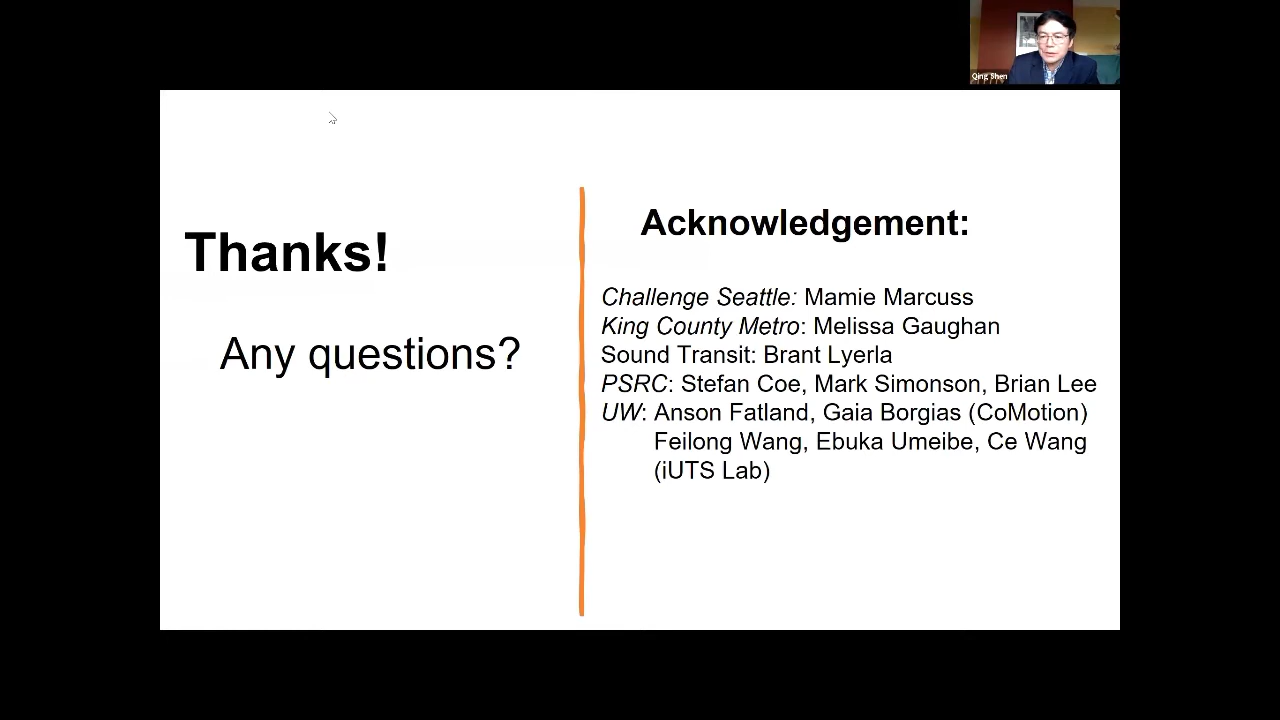 Qing Shen
Thanks!
Any questions?
Acknowledgement:
Challenge Seattle: Mamie Marcuss
King County Metro: Melissa Gaughan
Sound Transit: Brant Lyerla
PSRC: Stefan Coe, Mark Simonson, Brian Lee
UW: Anson Fatland, Gaia Borgias (CoMotion)
Feilong Wang, Ebuka Umeibe, Ce Wang
(iUTS Lab)